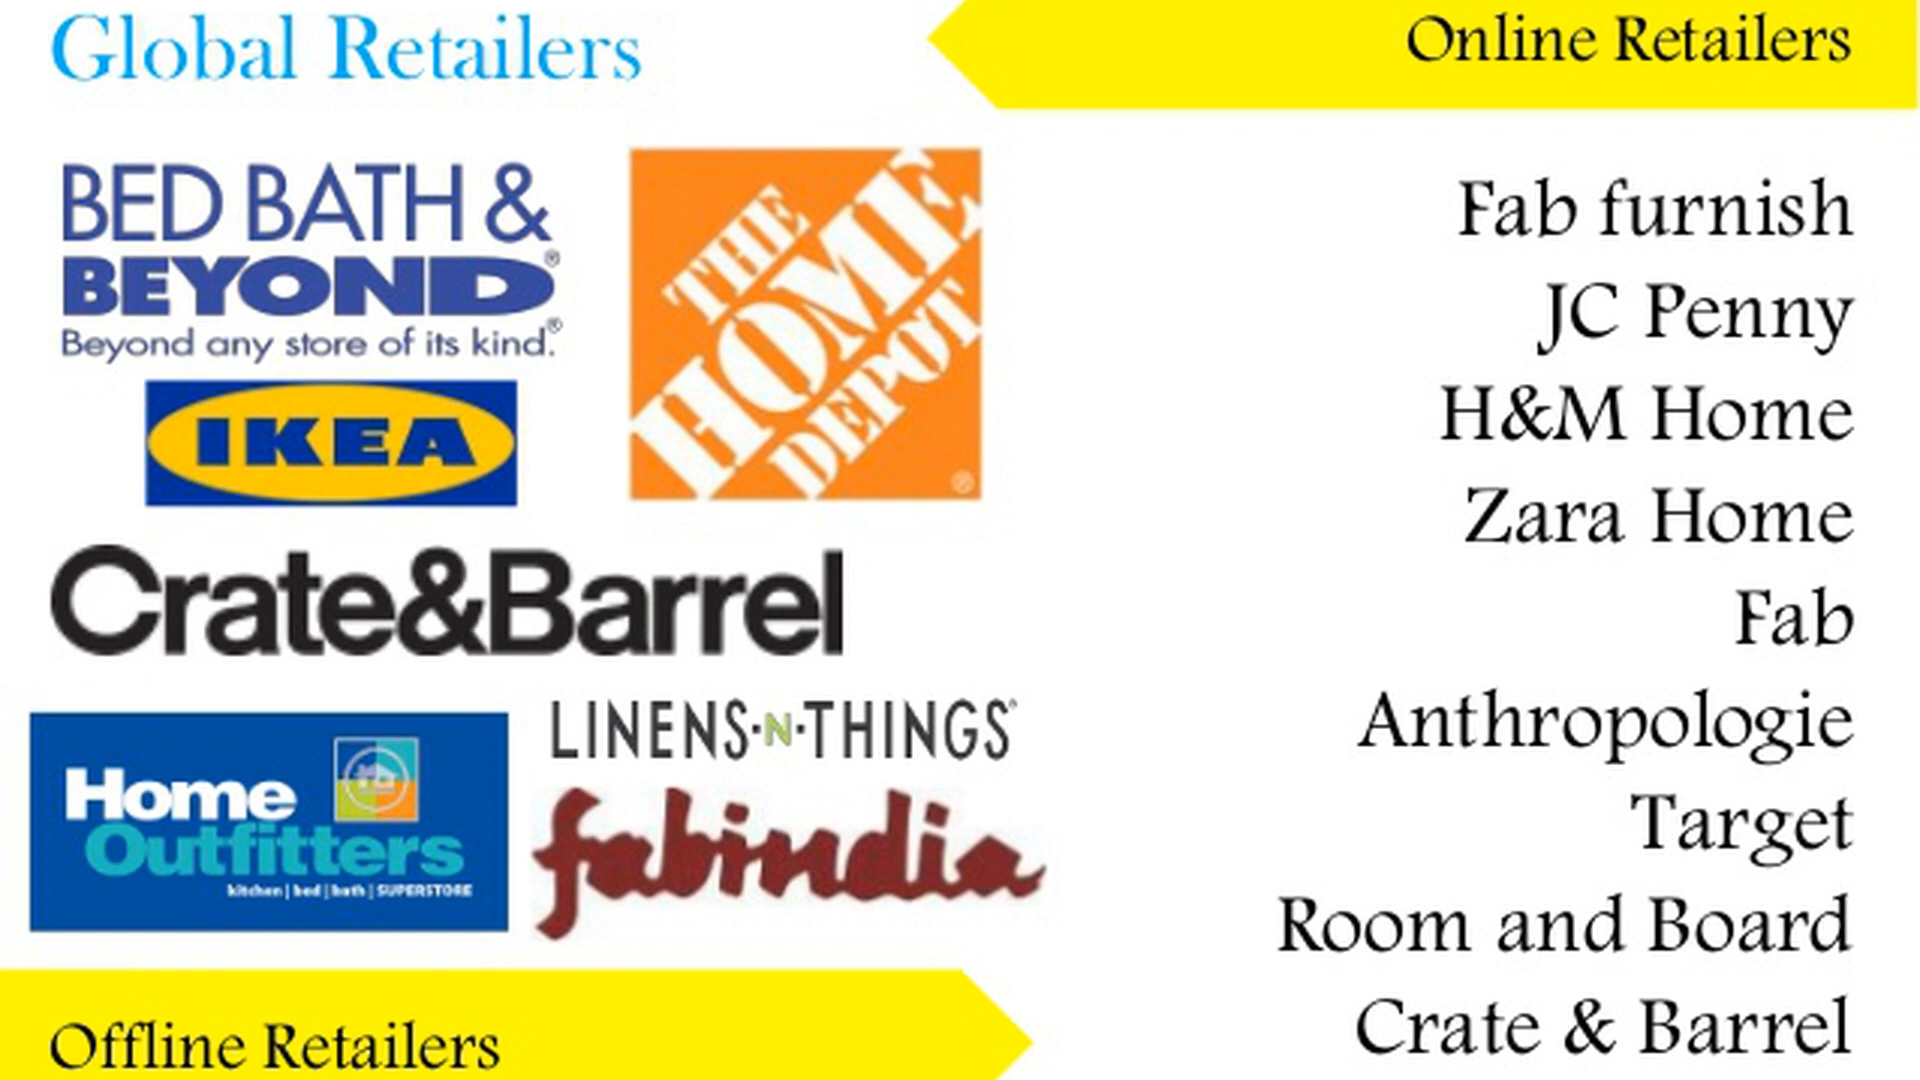 Global Retailers
Online Retailers
BED BATH &
BEYOND®
Beyond any store of its kind.®
THE
HOME
DEPOT
®
IKEA
Crate&Barrel
Home
Outfitters
kitchen | bed | bath | SUPERSTORE
LINENS·N·THINGS®
fabindia
Offline Retailers
Fab furnish
JC Penny
H&M Home
Zara Home
Fab
Anthropologie
Target
Room and Board
Crate & Barrel